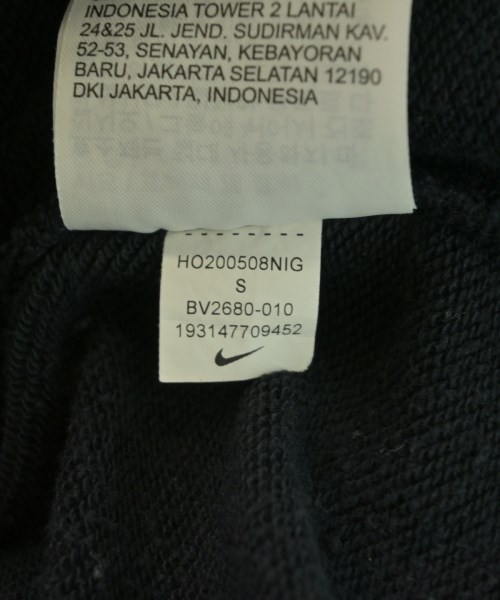 INDONESIA TOWER 2 LANTAI
24&25 JL. JEND. SUDIRMAN KAV.
52-53, SENAYAN, KEBAYORAN
BARU, JAKARTA SELATAN 12190
DKI JAKARTA, INDONESIA
HO200508NIG
S
BV2680-010
193147709452